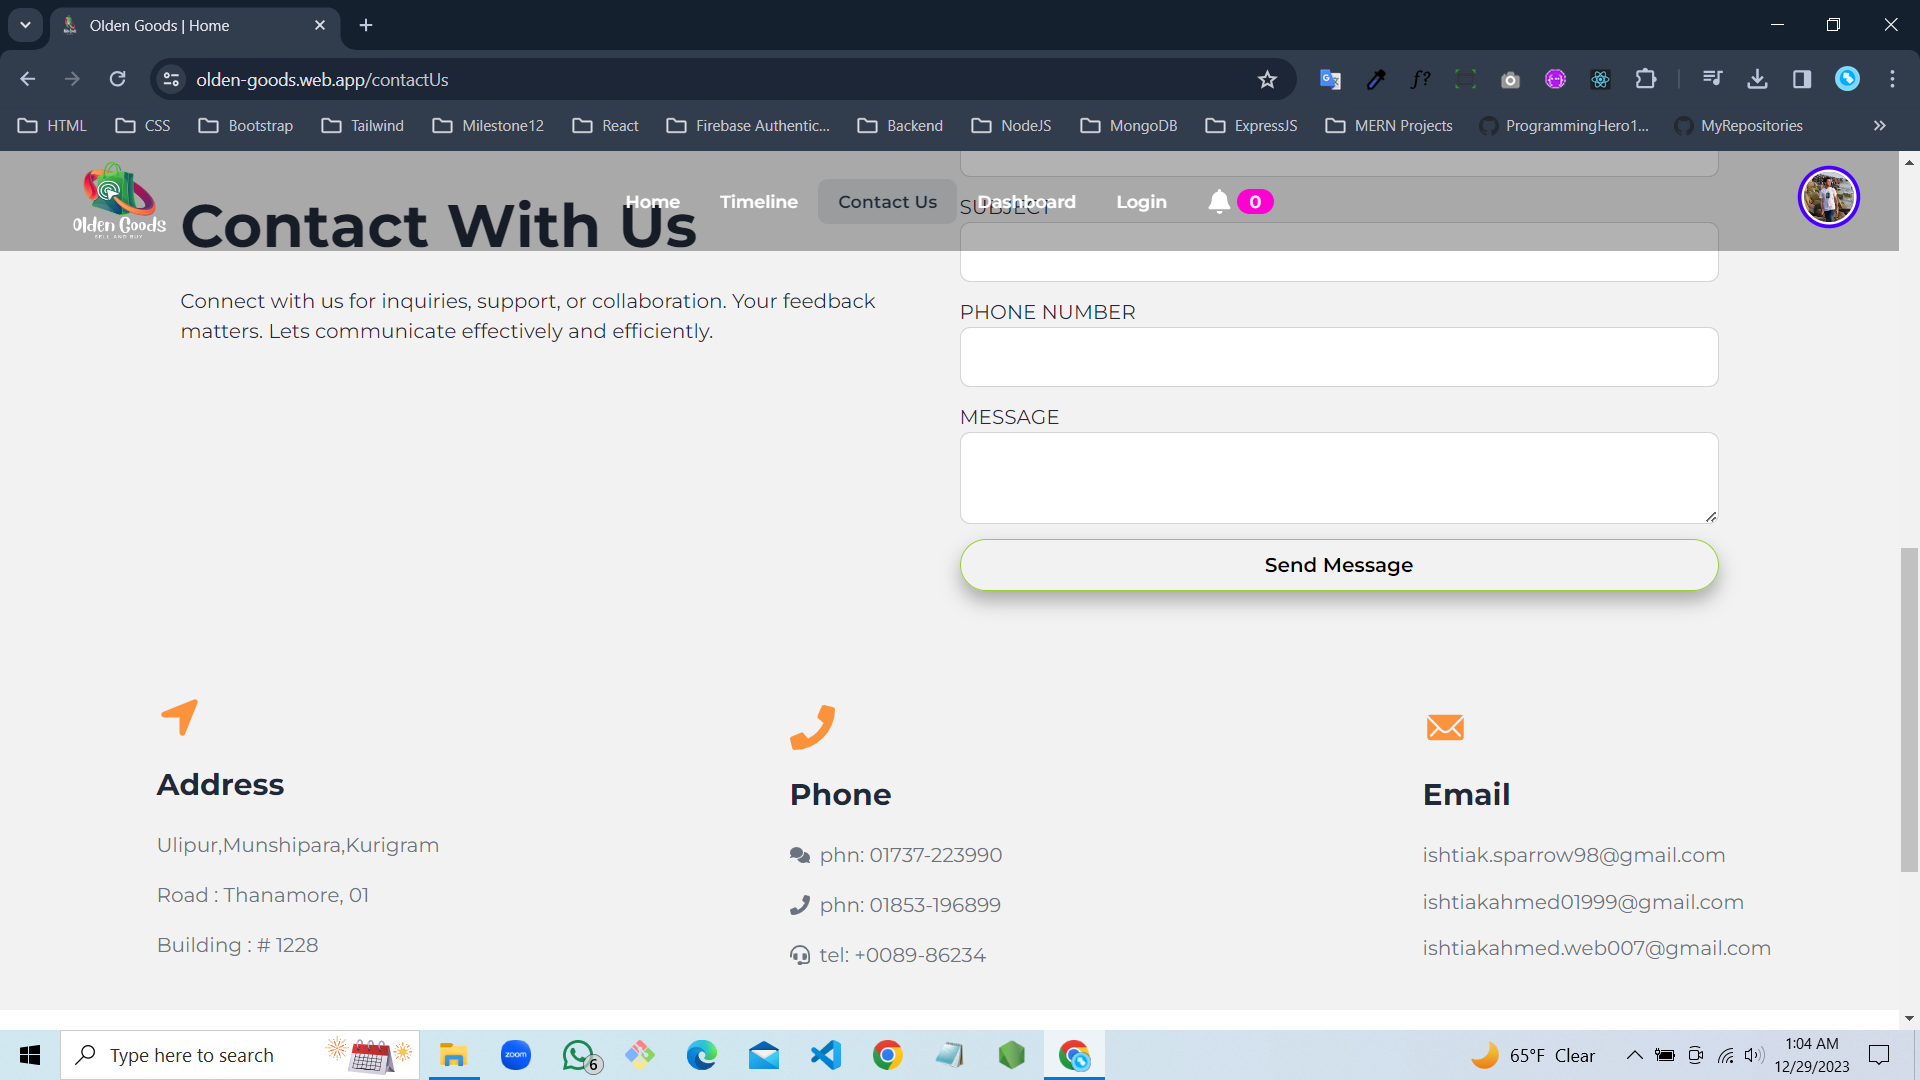 Olden Goods | Home
olden-goods.web.app/contactUs
HTML CSS Bootstrap Tailwind Milestone12 React Firebase Authentic... Backend NodeJS MongoDB ExpressJS MERN Projects ProgrammingHero1... MyRepositories
Olden Goods
SELL AND BUY
Home Timeline Contact Us Dashboard Login 0
Contact With Us
Connect with us for inquiries, support, or collaboration. Your feedback
matters. Lets communicate effectively and efficiently.
SUBJECT
PHONE NUMBER
MESSAGE
Send Message
Address
Ulipur,Munshipara,Kurigram
Road : Thanamore, 01
Building : # 1228
Phone
phn: 01737-223990
phn: 01853-196899
tel: +0089-86234
Email
ishtiak.sparrow98@gmail.com
ishtiakahmed01999@gmail.com
ishtiakahmed.web007@gmail.com
Type here to search
zoom
6
65°F Clear
1:04 AM
12/29/2023